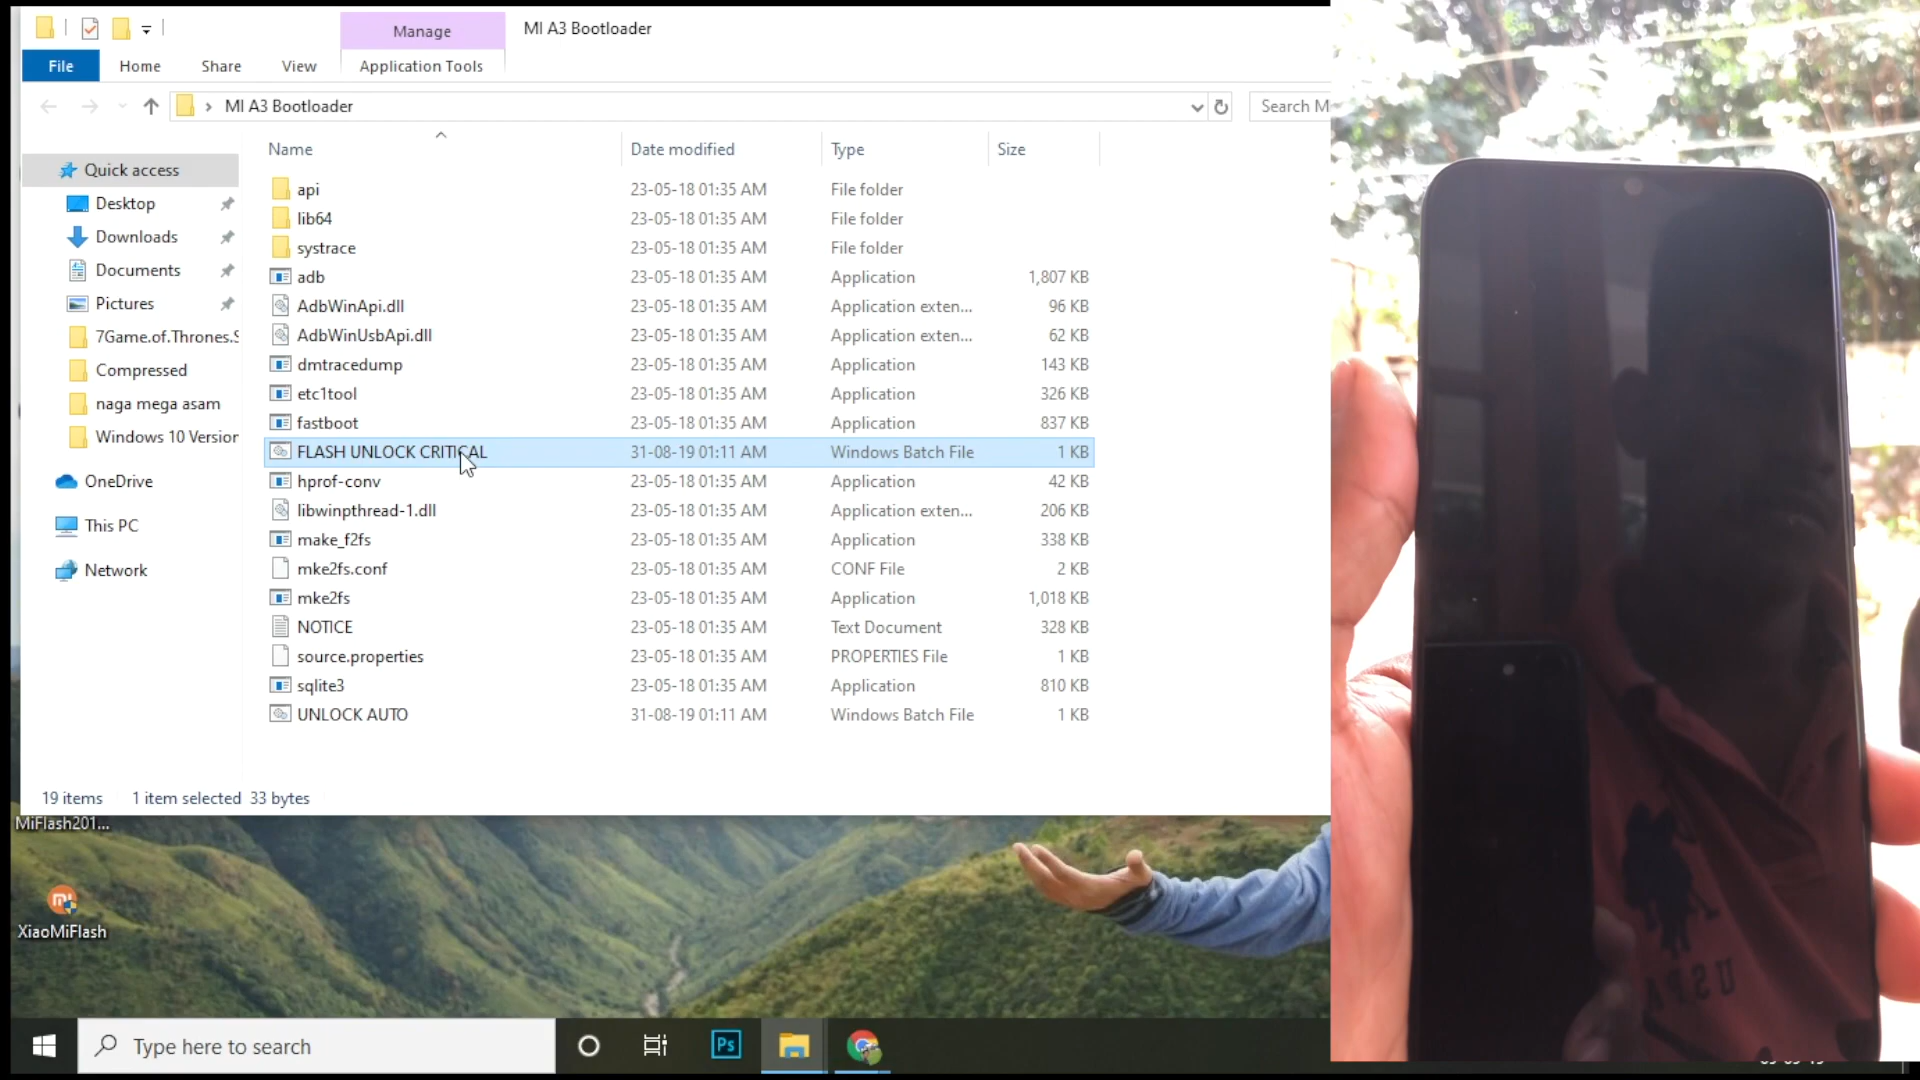 Manage
MI A3 Bootloader
File
Home
Share
View
Application Tools
MI A3 Bootloader
Search M
Name
Date modified
Type
Size
Quick access
Desktop
Downloads
Documents
Pictures
7Game.of.Thrones.S
Compressed
naga mega asam
Windows 10 Version
OneDrive
This PC
Network
api 23-05-18 01:35 AM File folder
lib64 23-05-18 01:35 AM File folder
systrace 23-05-18 01:35 AM File folder
adb 23-05-18 01:35 AM Application 1,807 KB
AdbWinApi.dll 23-05-18 01:35 AM Application exten... 96 KB
AdbWinUsbApi.dll 23-05-18 01:35 AM Application exten... 62 KB
dmtracedump 23-05-18 01:35 AM Application 143 KB
etc1tool 23-05-18 01:35 AM Application 326 KB
fastboot 23-05-18 01:35 AM Application 837 KB
FLASH UNLOCK CRITICAL 31-08-19 01:11 AM Windows Batch File 1 KB
hprof-conv 23-05-18 01:35 AM Application 42 KB
libwinpthread-1.dll 23-05-18 01:35 AM Application exten... 206 KB
make_f2fs 23-05-18 01:35 AM Application 338 KB
mke2fs.conf 23-05-18 01:35 AM CONF File 2 KB
mke2fs 23-05-18 01:35 AM Application 1,018 KB
NOTICE 23-05-18 01:35 AM Text Document 328 KB
source.properties 23-05-18 01:35 AM PROPERTIES File 1 KB
sqlite3 23-05-18 01:35 AM Application 810 KB
UNLOCK AUTO 31-08-19 01:11 AM Windows Batch File 1 KB
19 items 1 item selected 33 bytes
MiFlash201...
mi
XiaoMiFlash
Type here to search
Ps